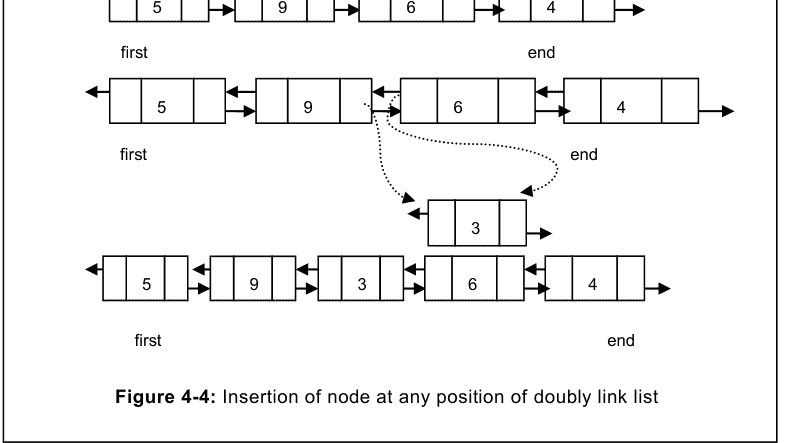 5 9 6 4
first end
5 9 6 4
first end
3
5 9 3 6 4
first end
Figure 4-4: Insertion of node at any position of doubly link list